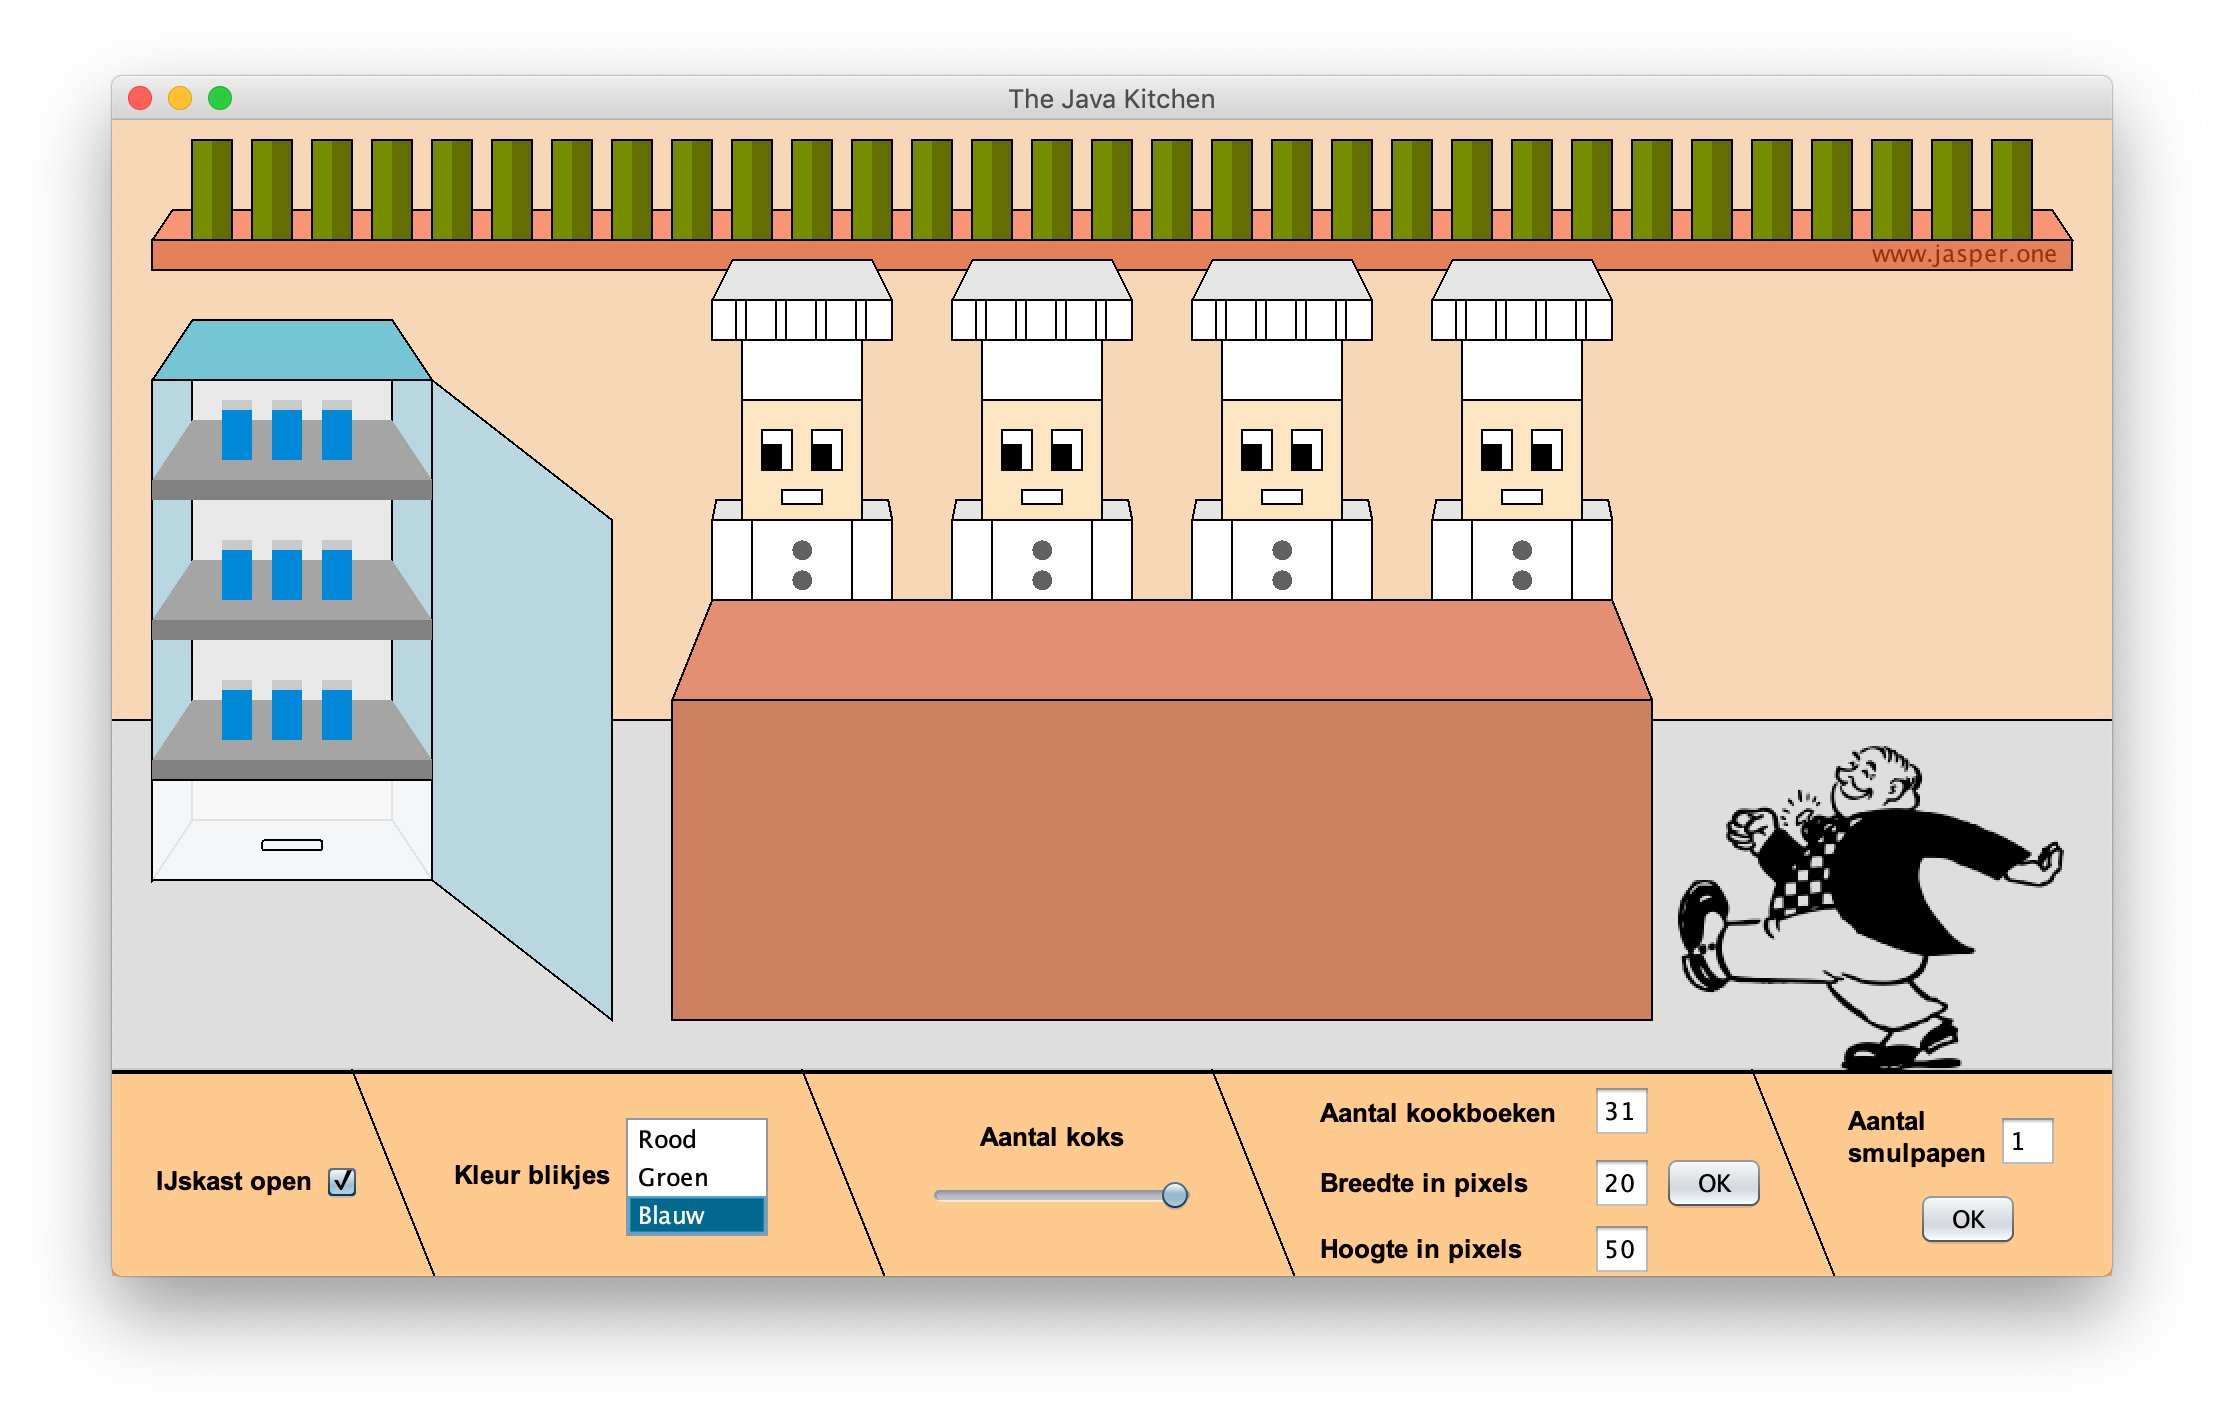 The Java Kitchen
www.jasper.one
IJskast open
Kleur blikjes
Rood
Groen
Blauw
Aantal koks
Aantal kookboeken 31
Breedte in pixels 20 OK
Hoogte in pixels 50
Aantal
smulpapen 1
OK